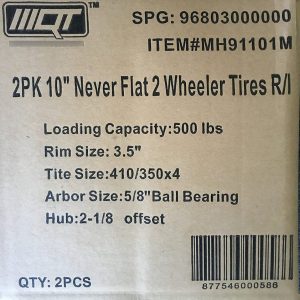 MQT
SPG: 96803000000
ITEM#MH91101M
2PK 10" Never Flat 2 Wheeler Tires R/I
Loading Capacity:500 lbs
Rim Size: 3.5"
Tite Size:410/350x4
Arbor Size:5/8"Ball Bearing
Hub:2-1/8 offset
QTY: 2PCS
877546000586